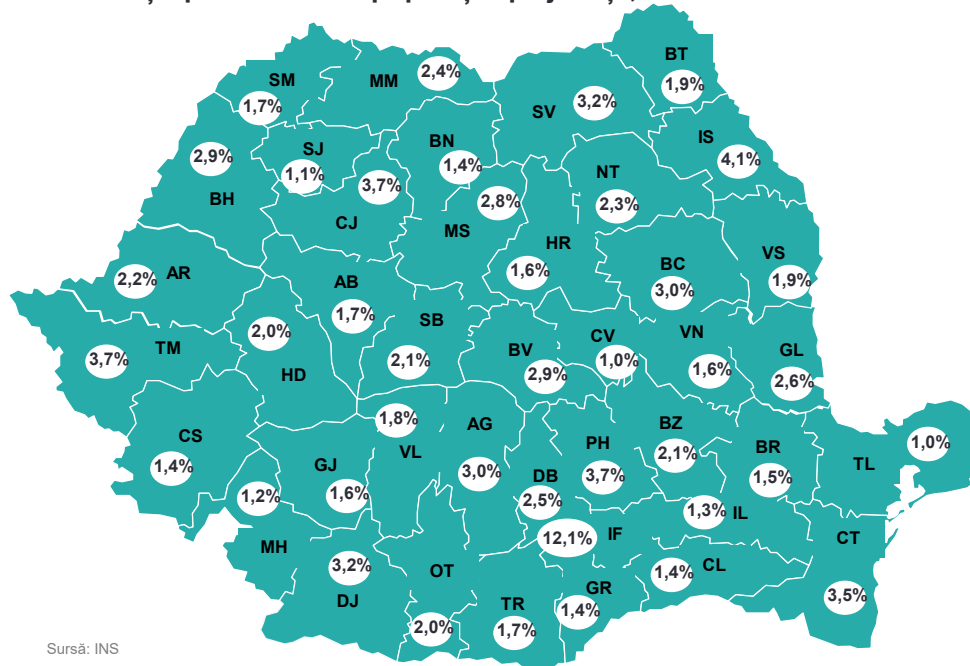 BT
1,9%
SM
1,7%
MM
2,4%
SV
3,2%
IS
4,1%
BN
1,4%
SJ
1,1%
2,9%
BH
3,7%
CJ
2,8%
MS
NT
2,3%
HR
1,6%
BC
3,0%
VS
1,9%
AR
2,2%
AB
1,7%
SB
2,1%
2,0%
HD
TM
3,7%
BV
2,9%
CV
1,0%
VN
1,6%
GL
2,6%
CS
1,4%
1,8%
VL
AG
3,0%
GJ
1,6%
1,2%
MH
DB
2,5%
PH
3,7%
BZ
2,1%
BR
1,5%
TL
1,0%
12,1%
IF
1,3%
IL
CT
3,5%
1,4%
CL
GR
1,4%
3,2%
DJ
OT
2,0%
TR
1,7%
Sursă: INS